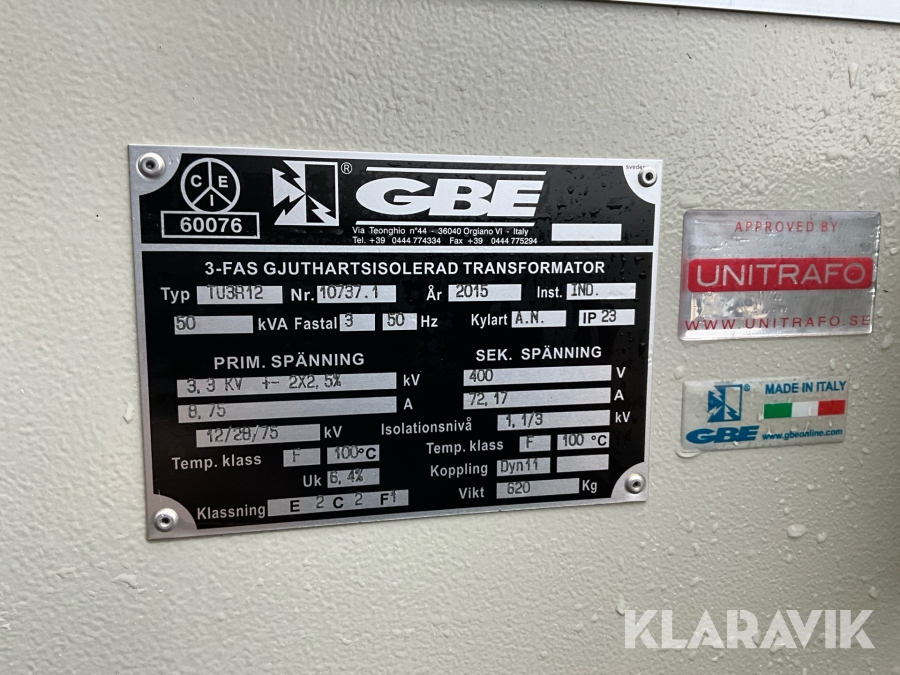 C E I
60076
®
GBE
Via Teonghio n°44 - 36040 Orgiano VI - Italy
Tel. +39 0444 774334 Fax +39 0444 775294
3-FAS GJUTHARTSISOLERAD TRANSFORMATOR
Typ TU3R12 Nr. 10737.1 År 2015 Inst. IND.
50 kVA Fastal 3 50 Hz Kylart A.N. IP 23
PRIM. SPÄNNING SEK. SPÄNNING
3,3 KV +- 2X2,5% kV 400 V
8,75 A 72,17 A
12/28/75 kV Isolationsnivå 1,1/3 kV
Temp. klass F 100°C Temp. klass F 100°C
Uk 6,4% Koppling Dyn11
Klassning E2C2F1 Vikt 620 Kg
APPROVED BY
UNITRAFO
WWW.UNITRAFO.SE
MADE IN ITALY
GBE www.gbeonline.com
KLARAVIK